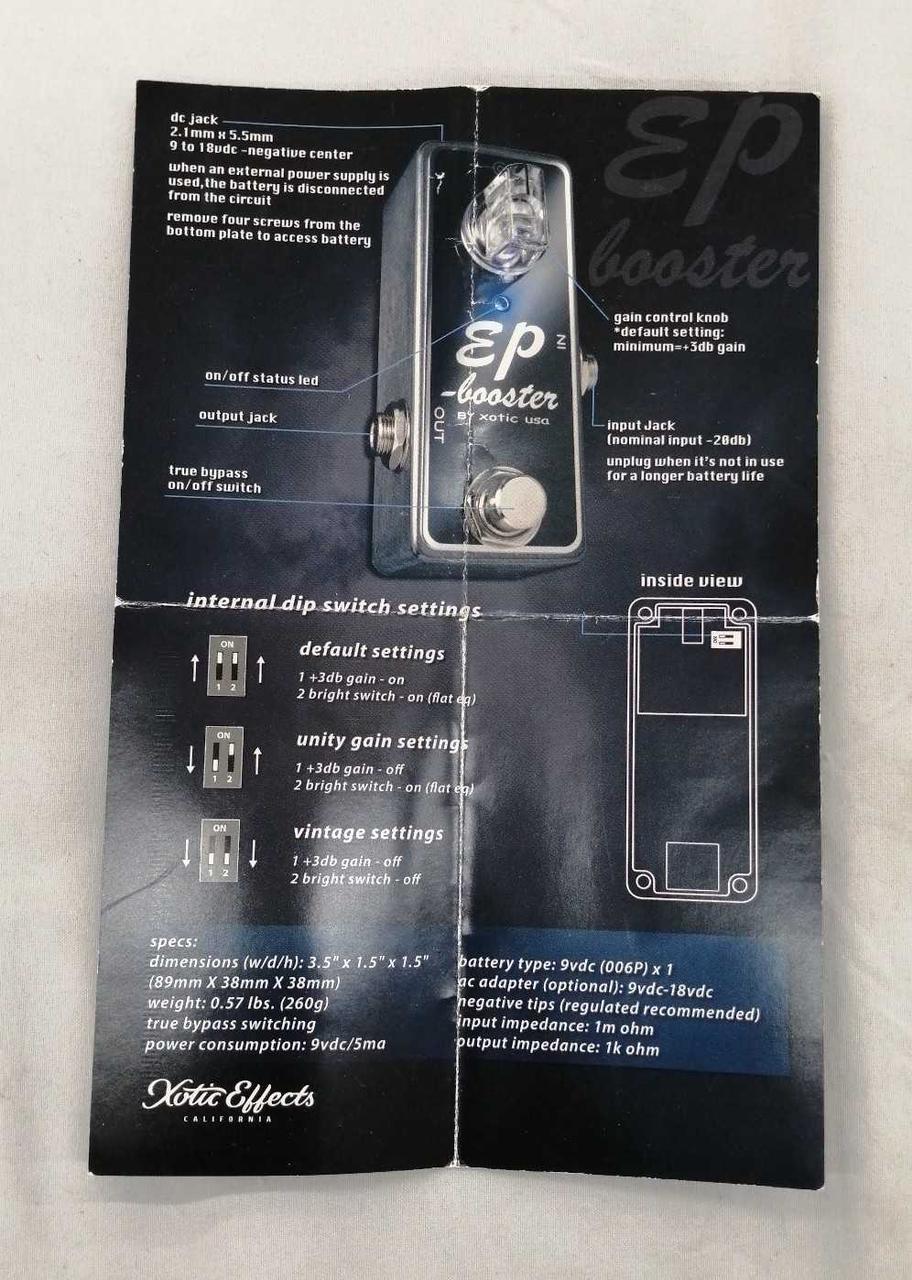 dc jack
2.1mm x 5.5mm
9 to 18vdc -negative center
when an external power supply is
used,the battery is disconnected
from the circuit
remove four screws from the
bottom plate to access battery
EP
booster
gain control knob
*default setting:
minimum=+3db gain
IN
EP
-booster
BY xotic usa
OUT
on/off status led
output jack
input Jack
(nominal input -20db)
unplug when it's not in use
for a longer battery life
true bypass
on/off switch
inside view
internal dip switch settings
ON
1 2
default settings
1 +3db gain - on
2 bright switch - on (flat eq)
ON
1 2
unity gain settings
1 +3db gain - off
2 bright switch - on (flat eq)
ON
1 2
vintage settings
1 +3db gain - off
2 bright switch - off
specs:
dimensions (w/d/h): 3.5" x 1.5" x 1.5"
(89mm X 38mm X 38mm)
weight: 0.57 lbs. (260g)
true bypass switching
power consumption: 9vdc/5ma
battery type: 9vdc (006P) x 1
ac adapter (optional): 9vdc-18vdc
negative tips (regulated recommended)
input impedance: 1m ohm
output impedance: 1k ohm
Xotic Effects
CALIFORNIA